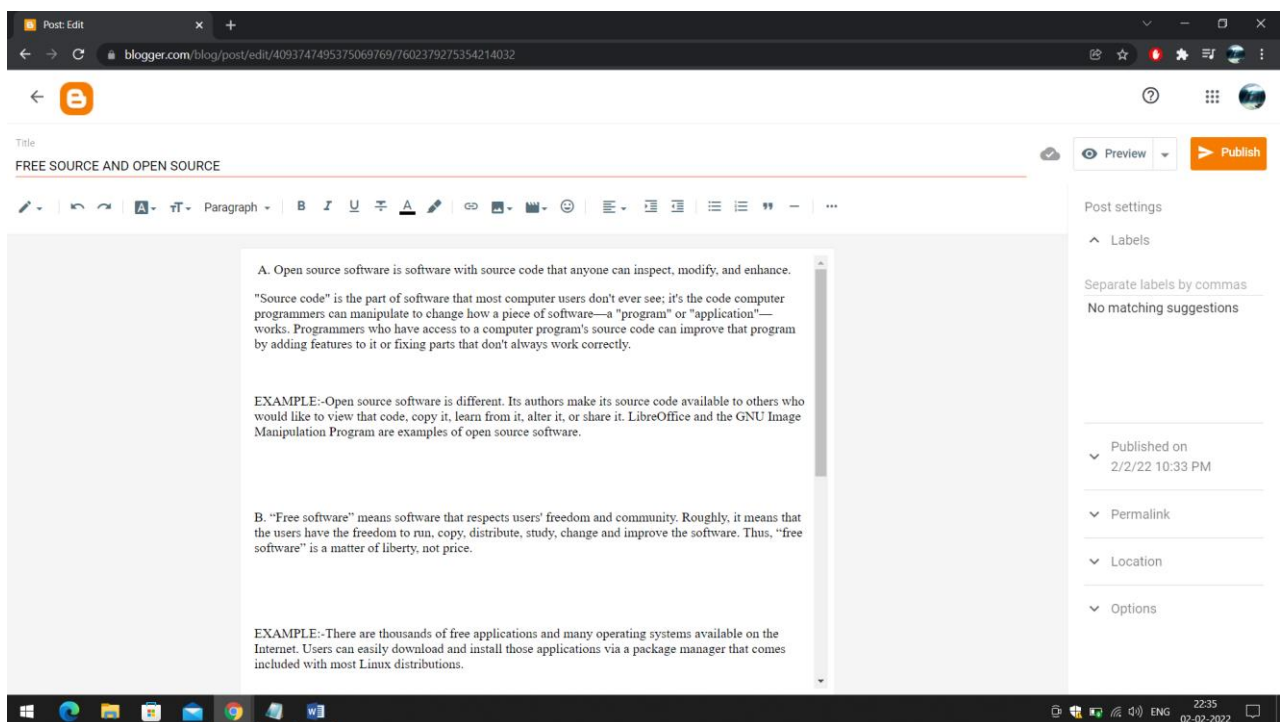 Post: Edit
blogger.com/blog/post/edit/4093747495375069769/7602379275354214032
Title
FREE SOURCE AND OPEN SOURCE
Preview
Publish
Paragraph
B I U A
A. Open source software is software with source code that anyone can inspect, modify, and enhance.
"Source code" is the part of software that most computer users don't ever see; it's the code computer
programmers can manipulate to change how a piece of software—a "program" or "application"—
works. Programmers who have access to a computer program's source code can improve that program
by adding features to it or fixing parts that don't always work correctly.
EXAMPLE:-Open source software is different. Its authors make its source code available to others who
would like to view that code, copy it, learn from it, alter it, or share it. LibreOffice and the GNU Image
Manipulation Program are examples of open source software.
B. “Free software” means software that respects users' freedom and community. Roughly, it means that
the users have the freedom to run, copy, distribute, study, change and improve the software. Thus, “free
software” is a matter of liberty, not price.
EXAMPLE:-There are thousands of free applications and many operating systems available on the
Internet. Users can easily download and install those applications via a package manager that comes
included with most Linux distributions.
Post settings
Labels
Separate labels by commas
No matching suggestions
Published on
2/2/22 10:33 PM
Permalink
Location
Options
ENG
22:35
02-02-2022